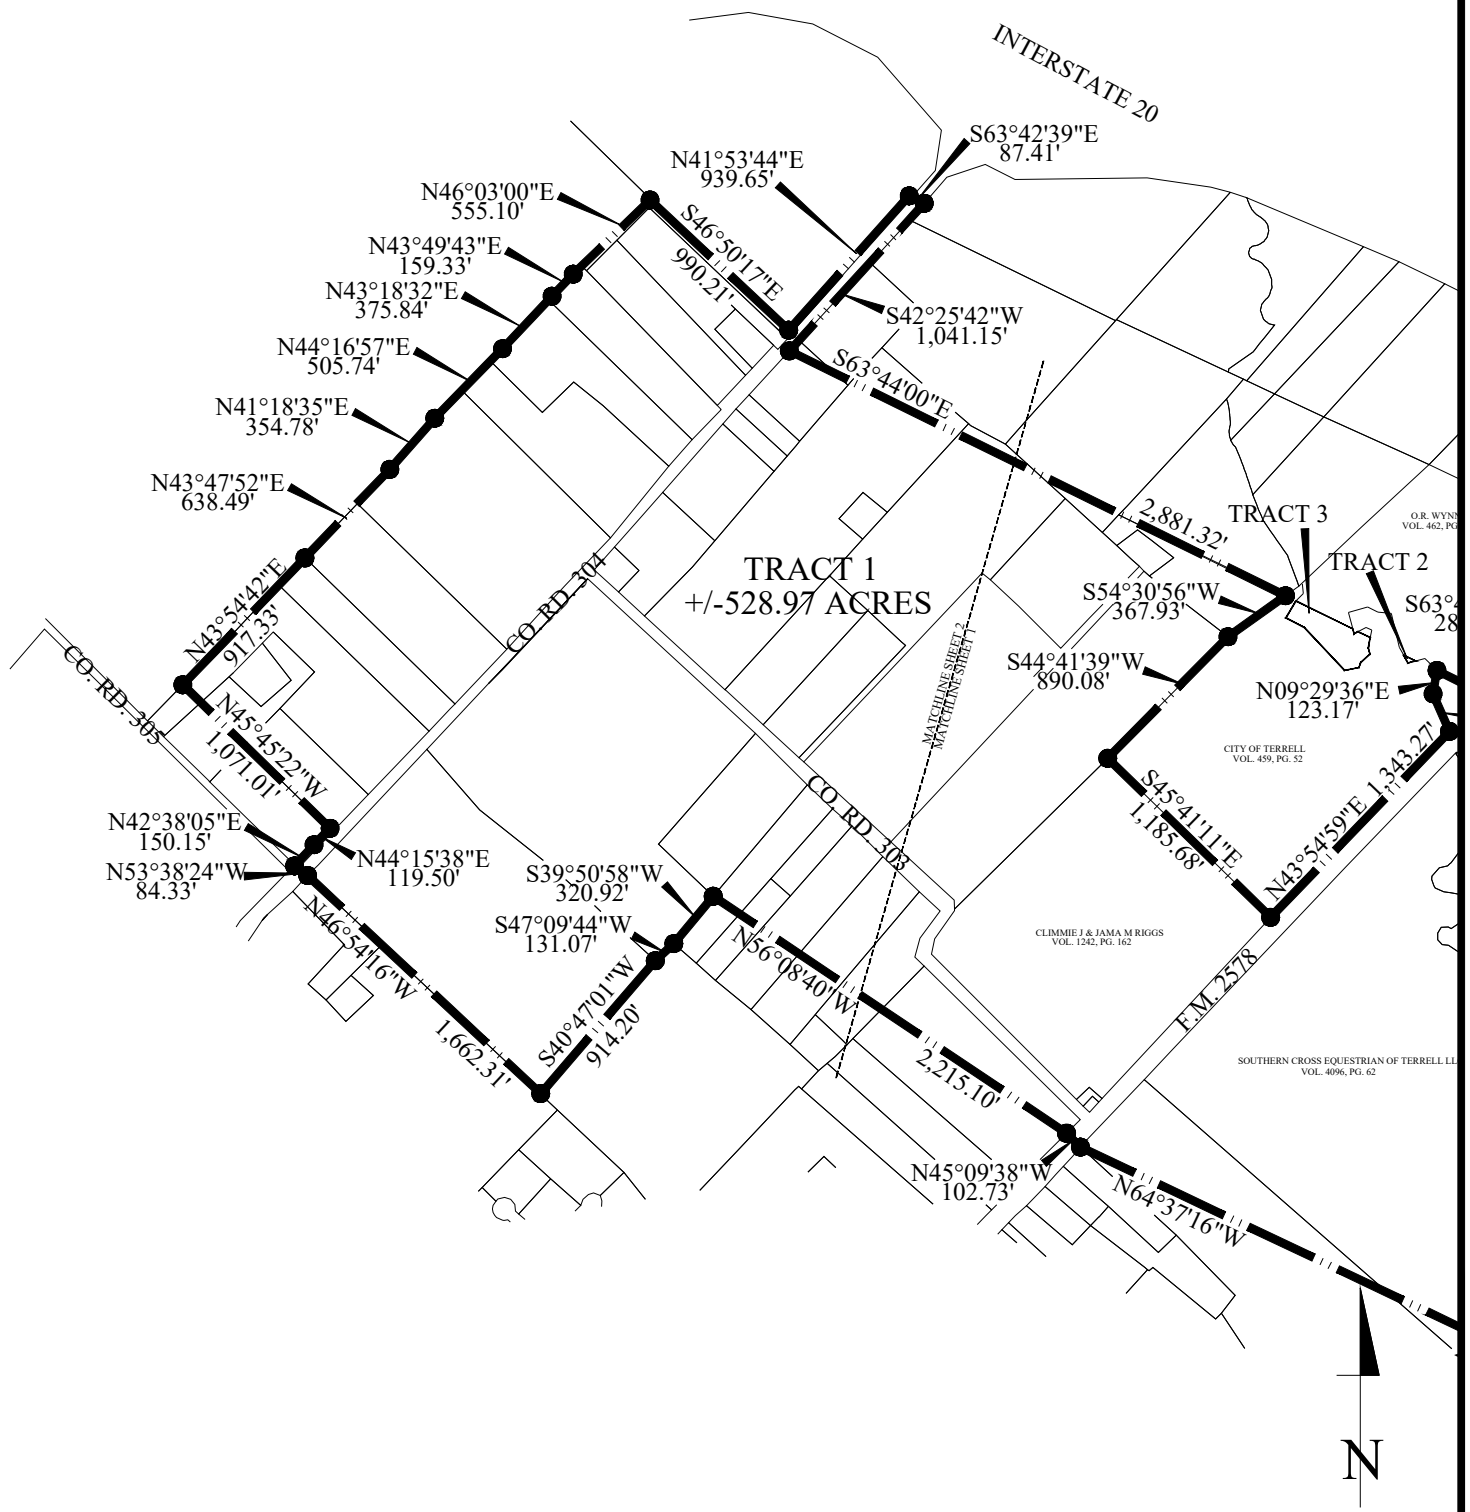 INTERSTATE 20
S63°42'39"E
87.41'
N41°53'44"E
939.65'
N46°03'00"E
555.10'
S46°50'17"E
990.21'
N43°49'43"E
159.33'
N43°18'32"E
375.84'
S42°25'42"W
1,041.15'
N44°16'57"E
505.74'
S63°44'00"E
2,881.32'
N41°18'35"E
354.78'
N43°47'52"E
638.49'
TRACT 3
O.R. WYNN
VOL. 462, PG
TRACT 2
TRACT 1
+/-528.97 ACRES
S54°30'56"W
367.93'
S63°4
28
N43°54'42"E
917.33'
CO. RD. 304
CO. RD. 305
MATCHLINE SHEET 2
MATCHLINE SHEET 1
S44°41'39"W
890.08'
N09°29'36"E
123.17'
CITY OF TERRELL
VOL. 459, PG. 52
N45°45'22"W
1,071.01'
N43°54'59"E 1,343.27'
S45°41'11"E
1,185.68'
CO. RD. 303
N42°38'05"E
150.15'
N44°15'38"E
119.50'
N53°38'24"W
84.33'
S39°50'58"W
320.92'
S47°09'44"W
131.07'
N46°54'16"W
1,662.31'
N56°08'40"W
2,215.10'
CLIMMIE J & JAMA M RIGGS
VOL. 1242, PG. 162
S40°47'01"W
914.20'
F.M. 2578
SOUTHERN CROSS EQUESTRIAN OF TERRELL LL
VOL. 4096, PG. 62
N45°09'38"W
102.73'
N64°37'16"W
N